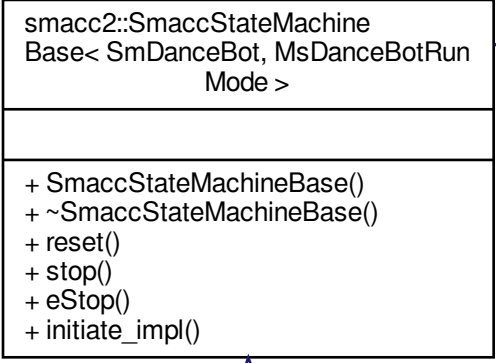 smacc2::SmaccStateMachine
Base< SmDanceBot, MsDanceBotRun
Mode >
+ SmaccStateMachineBase()
+ ~SmaccStateMachineBase()
+ reset()
+ stop()
+ eStop()
+ initiate_impl()